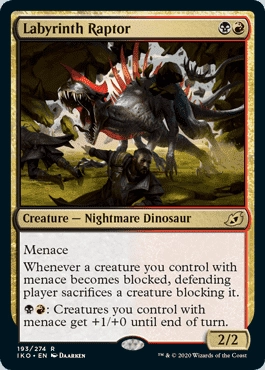 Labyrinth Raptor
Creature — Nightmare Dinosaur
Menace
Whenever a creature you control
with menace becomes blocked, defending
player sacrifices a creature blocking it.
: Creatures you control with
menace get +1/+0 until end of turn.
2/2
193/274 R
IKO • EN DAARKEN
™ & © 2020 Wizards of the Coast